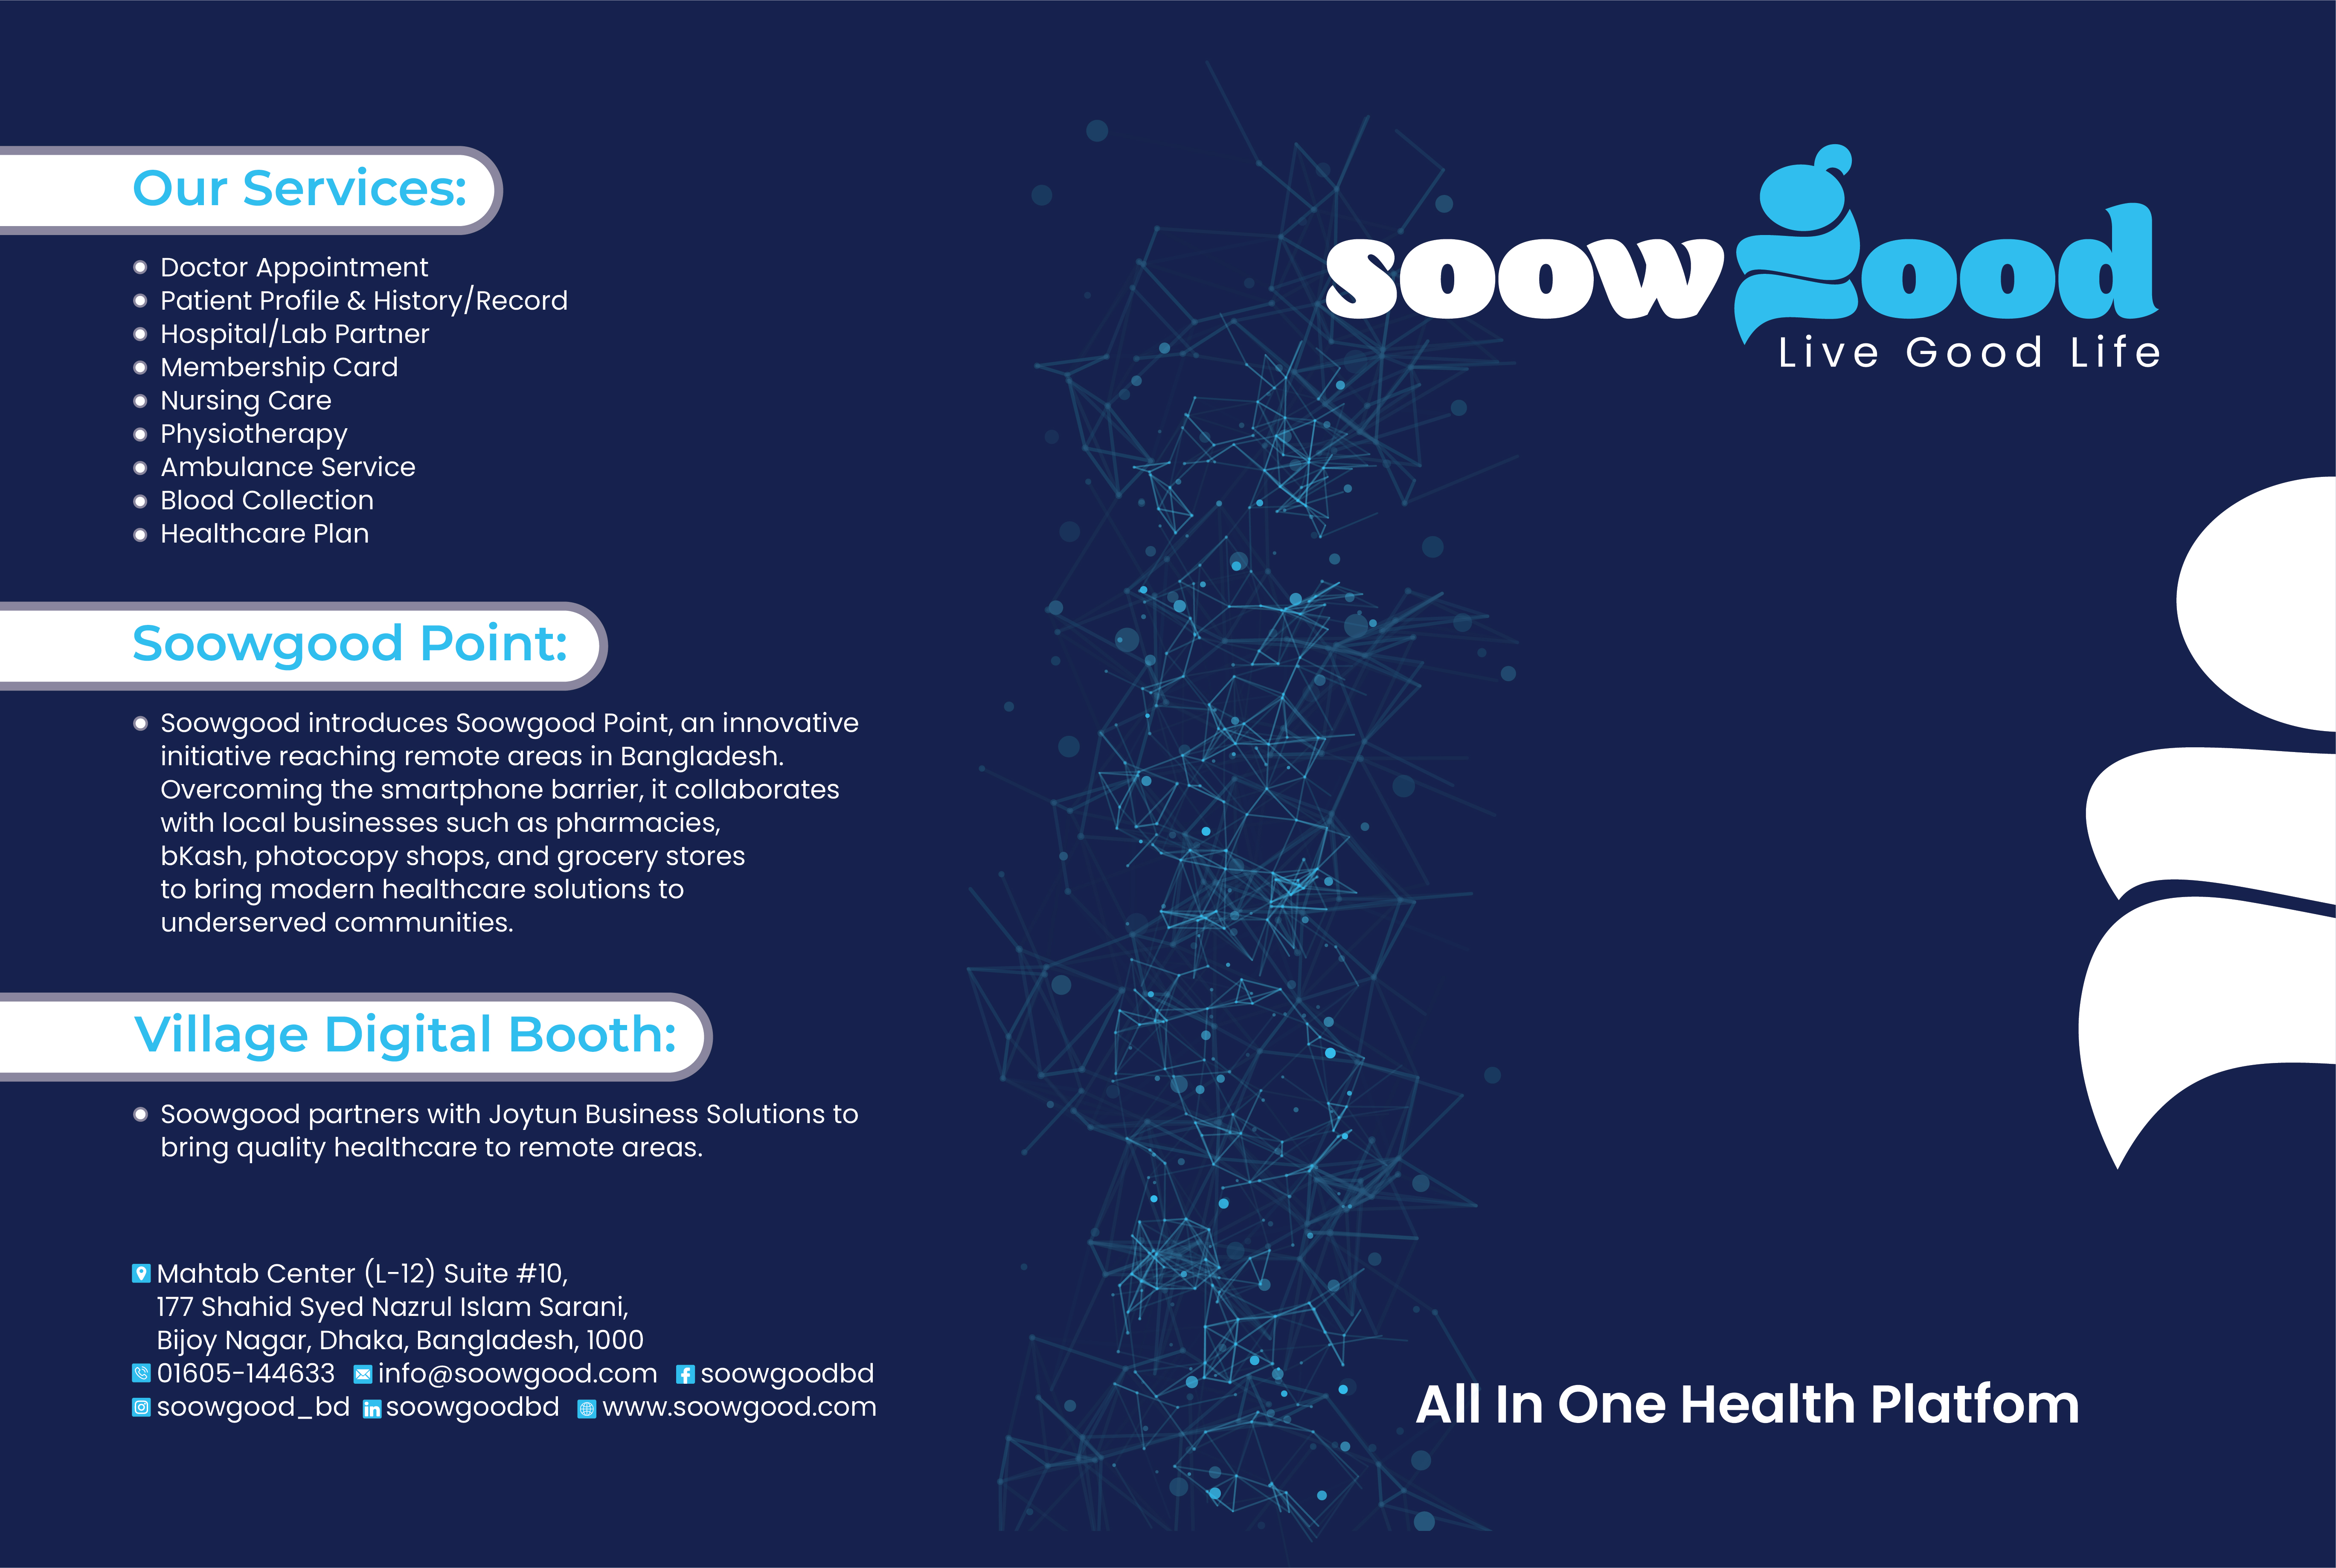 Our Services:
Doctor Appointment
Patient Profile & History/Record
Hospital/Lab Partner
Membership Card
Nursing Care
Physiotherapy
Ambulance Service
Blood Collection
Healthcare Plan
Soowgood Point:
Soowgood introduces Soowgood Point, an innovative
initiative reaching remote areas in Bangladesh.
Overcoming the smartphone barrier, it collaborates
with local businesses such as pharmacies,
bKash, photocopy shops, and grocery stores
to bring modern healthcare solutions to
underserved communities.
Village Digital Booth:
Soowgood partners with Joytun Business Solutions to
bring quality healthcare to remote areas.
Mahtab Center (L-12) Suite #10,
177 Shahid Syed Nazrul Islam Sarani,
Bijoy Nagar, Dhaka, Bangladesh, 1000
01605-144633 info@soowgood.com soowgoodbd
soowgood_bd soowgoodbd www.soowgood.com
soowgood
Live Good Life
All In One Health Platfom